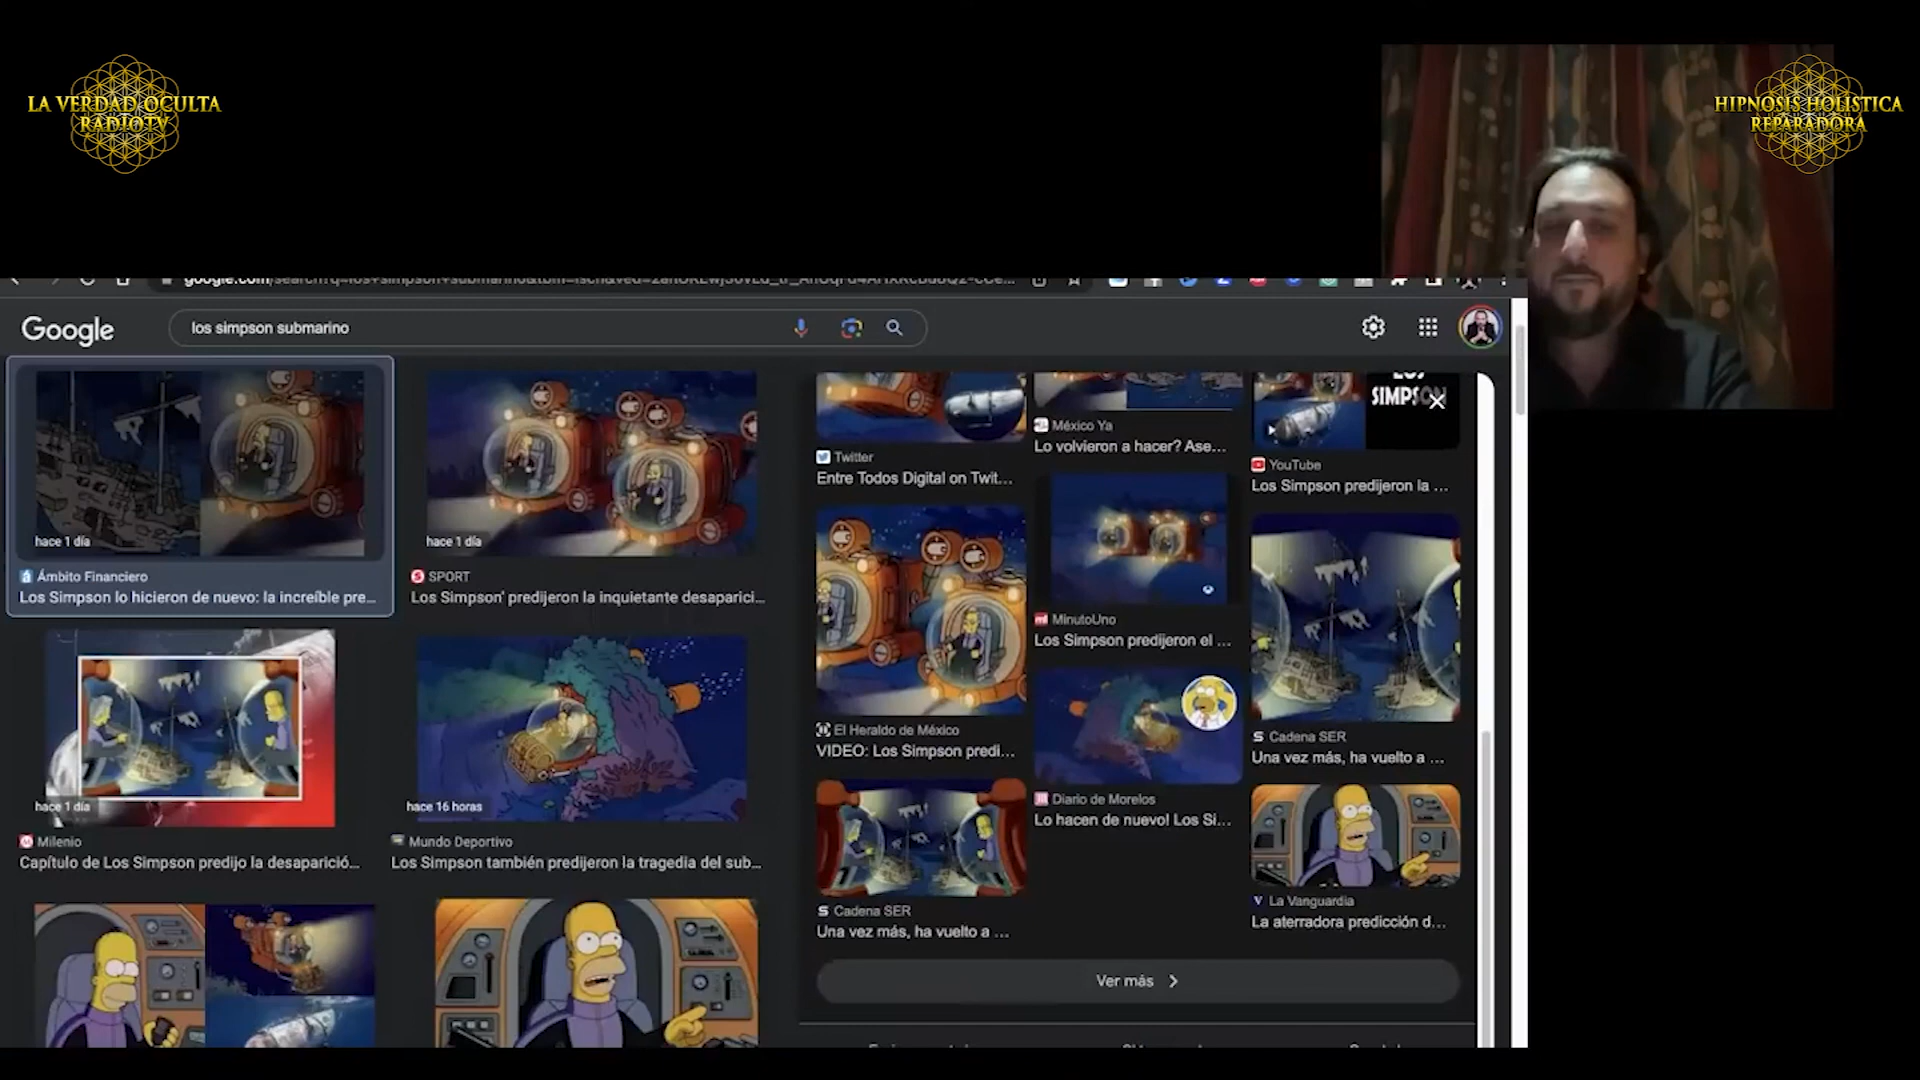 LA VERDAD OCULTA
RADIOTV
HIPNOSIS HOLISTICA
REPARADORA
Google
los simpson submarino
hace 1 día
Ámbito Financiero
Los Simpson lo hicieron de nuevo: la increíble pre...
hace 1 día
SPORT
Los Simpson' predijeron la inquietante desaparici...
hace 1 día
Milenio
Capítulo de Los Simpson predijo la desaparició...
hace 16 horas
Mundo Deportivo
Los Simpson también predijeron la tragedia del sub...
Twitter
Entre Todos Digital on Twit...
El Heraldo de México
VIDEO: Los Simpson predi...
Cadena SER
Una vez más, ha vuelto a ...
México Ya
Lo volvieron a hacer? Ase...
MinutoUno
Los Simpson predijeron el ...
Diario de Morelos
Lo hacen de nuevo! Los Si...
LOS
SIMPSON
YouTube
Los Simpson predijeron la ...
Cadena SER
Una vez más, ha vuelto a ...
La Vanguardia
La aterradora predicción d...
Ver más